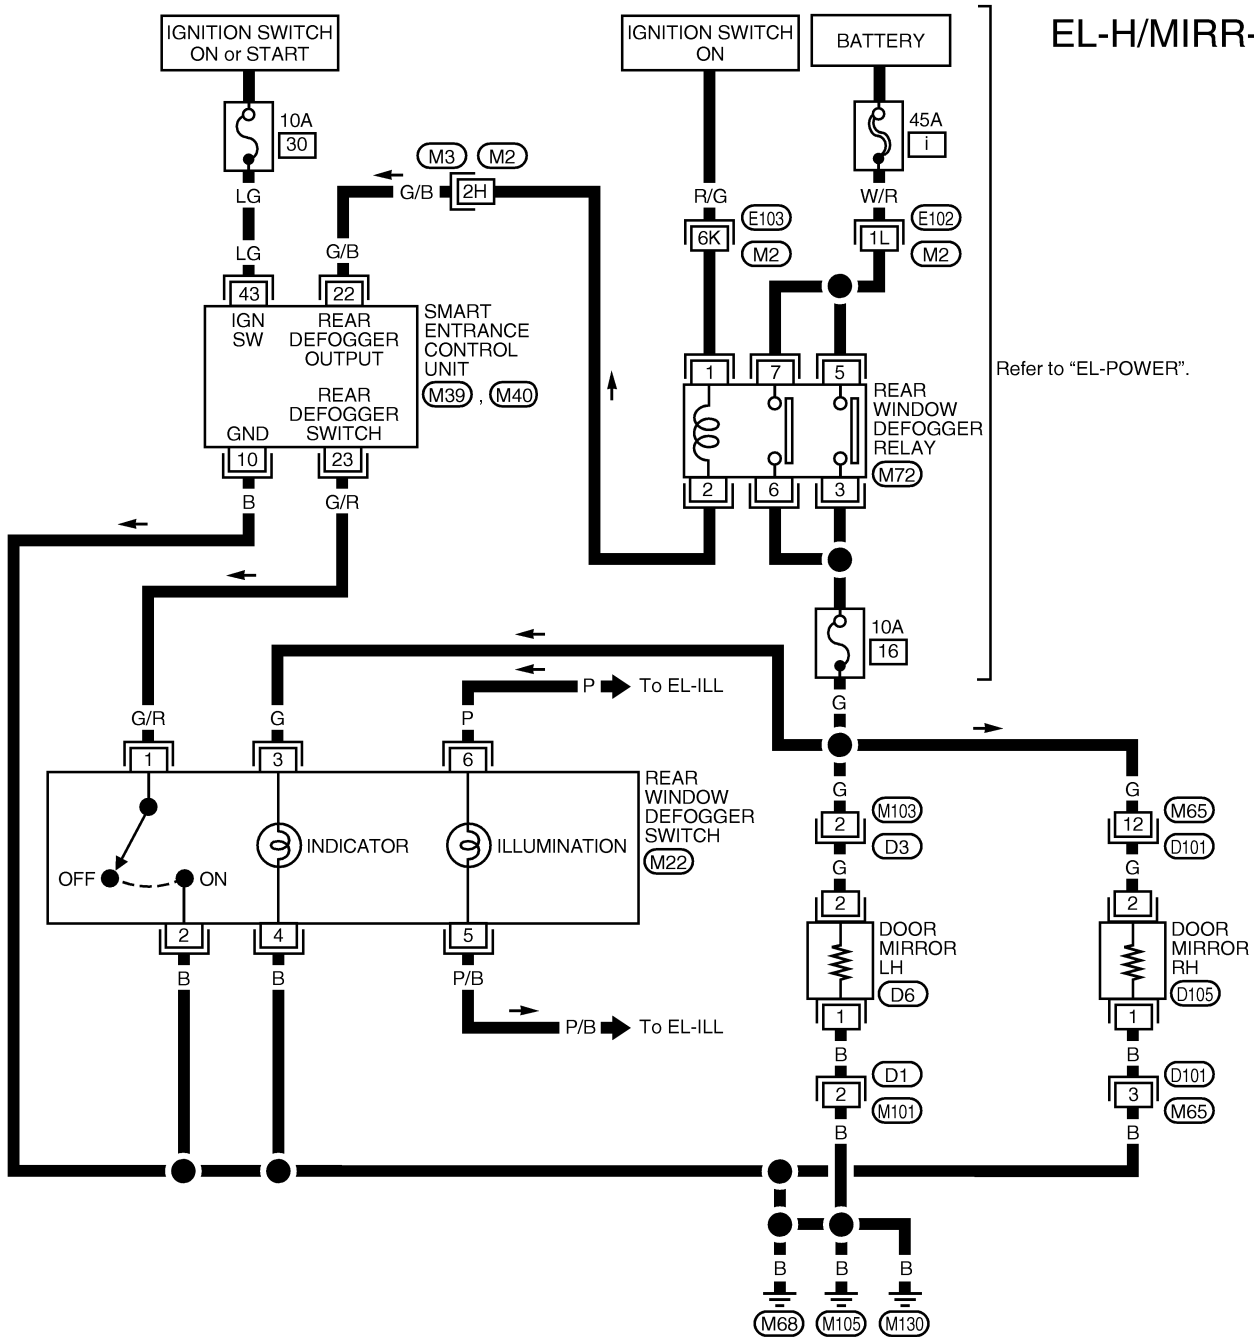 EL-H/MIRR-
IGNITION SWITCH
ON or START
IGNITION SWITCH
ON
BATTERY
10A
30
45A
i
M3
M2
G/B
2H
LG
R/G
W/R
6K
E103
M2
1L
E102
M2
LG
G/B
43
22
IGN
SW
REAR
DEFOGGER
OUTPUT
REAR
DEFOGGER
SWITCH
GND
SMART
ENTRANCE
CONTROL
UNIT
M39 , M40
10
23
B
G/R
1
7
5
REAR
WINDOW
DEFOGGER
RELAY
M72
2
6
3
Refer to “EL-POWER”.
10A
16
G
P
To EL-ILL
G/R
G
P
1
3
6
OFF
ON
INDICATOR
ILLUMINATION
REAR
WINDOW
DEFOGGER
SWITCH
M22
2
4
5
B
B
P/B
P/B
To EL-ILL
G
2
M103
D3
G
2
DOOR
MIRROR
LH
D6
1
B
2
D1
M101
B
G
12
M65
D101
G
2
DOOR
MIRROR
RH
D105
1
B
3
D101
M65
B
B
B
B
M68
M105
M130